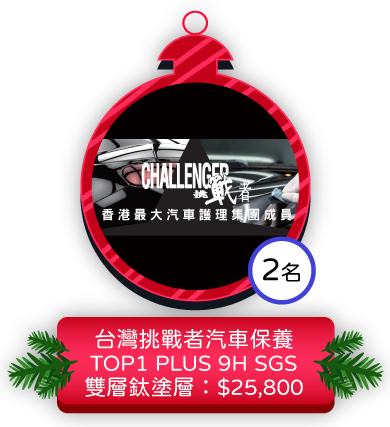 CHALLENGER
挑戰者
香港最大汽車護理集團成員
2名
台灣挑戰者汽車保養
TOP1 PLUS 9H SGS
雙層鈦塗層：$25,800